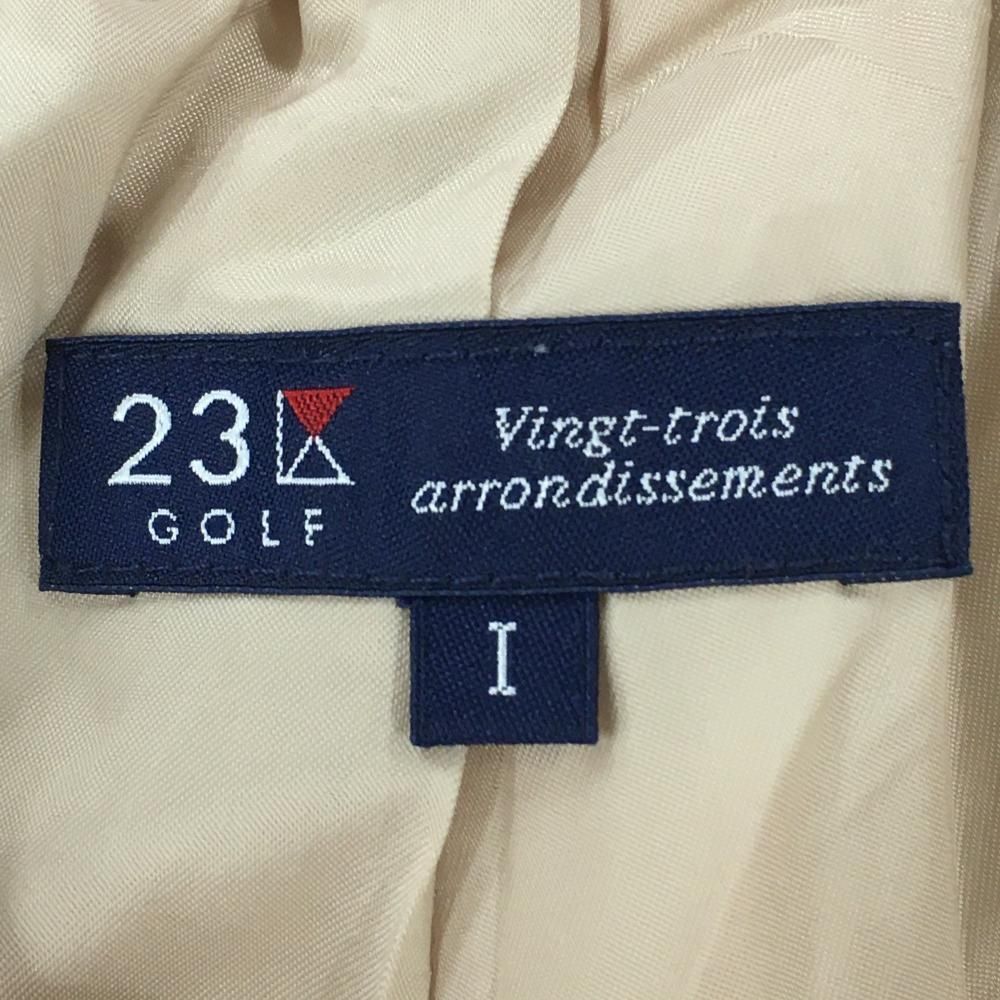 23
GOLF
Vingt-trois
arrondissements
I